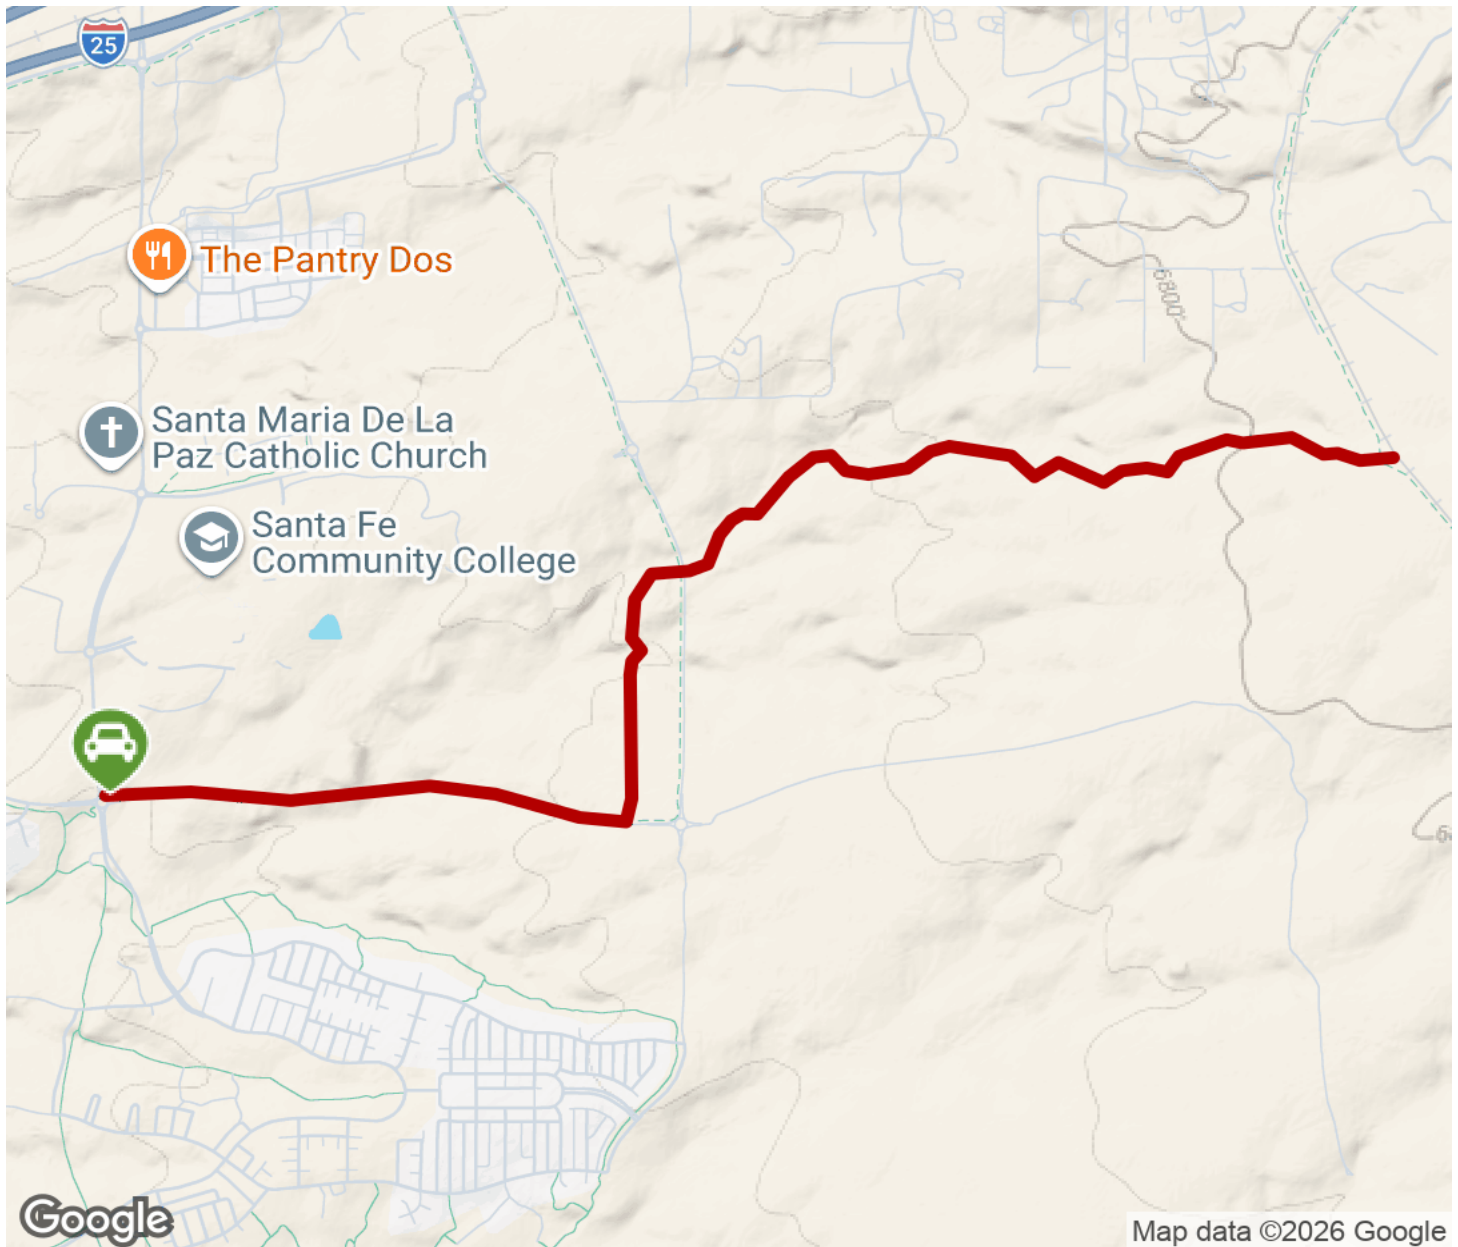 25
The Pantry Dos
6800'
Santa Maria De La
Paz Catholic Church
Santa Fe
Community College
Google
Map data ©2026 Google